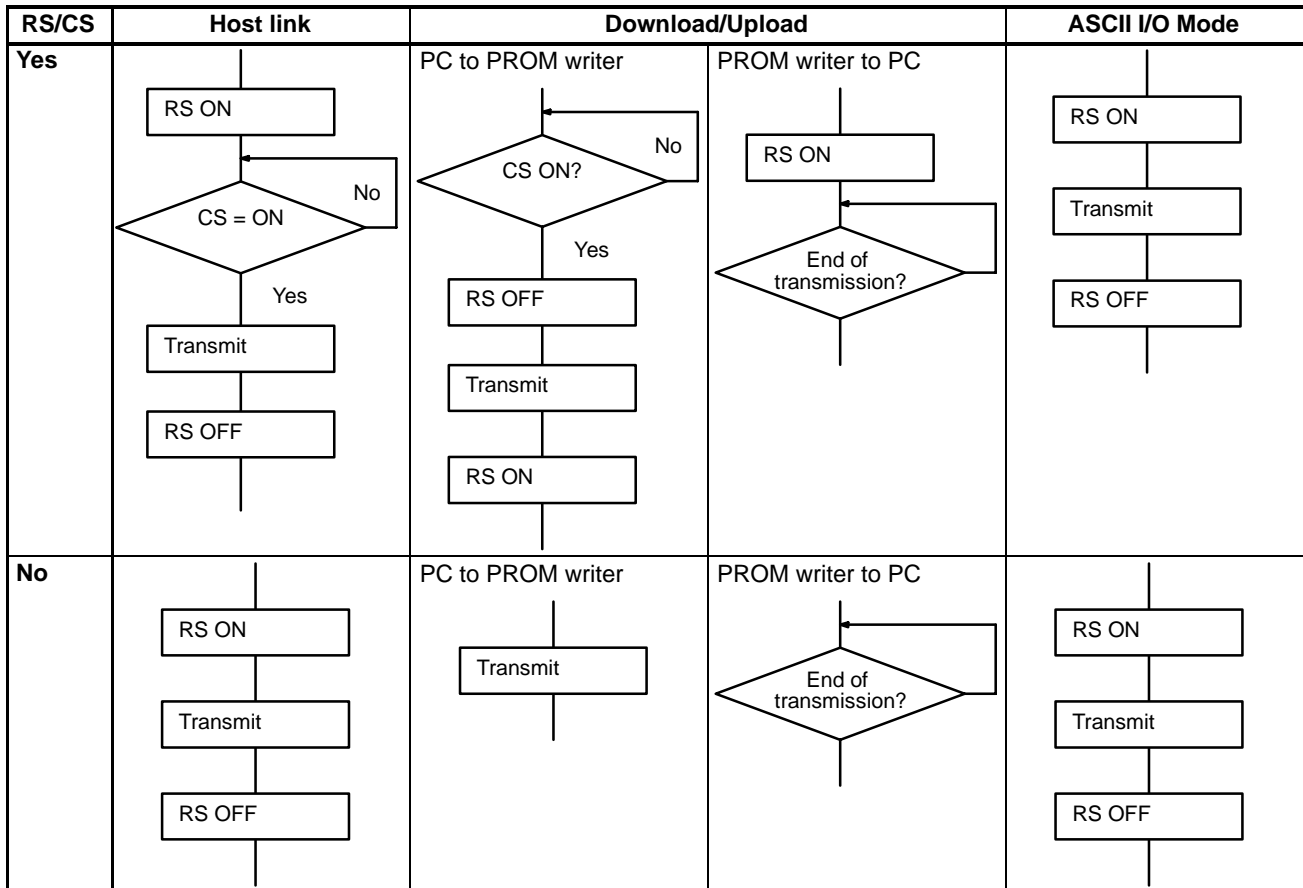 RS/CS
Host link
Download/Upload
ASCII I/O Mode
Yes
RS ON
CS = ON
No
Yes
Transmit
RS OFF
PC to PROM writer
CS ON?
No
Yes
RS OFF
Transmit
RS ON
PROM writer to PC
RS ON
End of
transmission?
RS ON
Transmit
RS OFF
No
RS ON
Transmit
RS OFF
PC to PROM writer
Transmit
PROM writer to PC
End of
transmission?
RS ON
Transmit
RS OFF